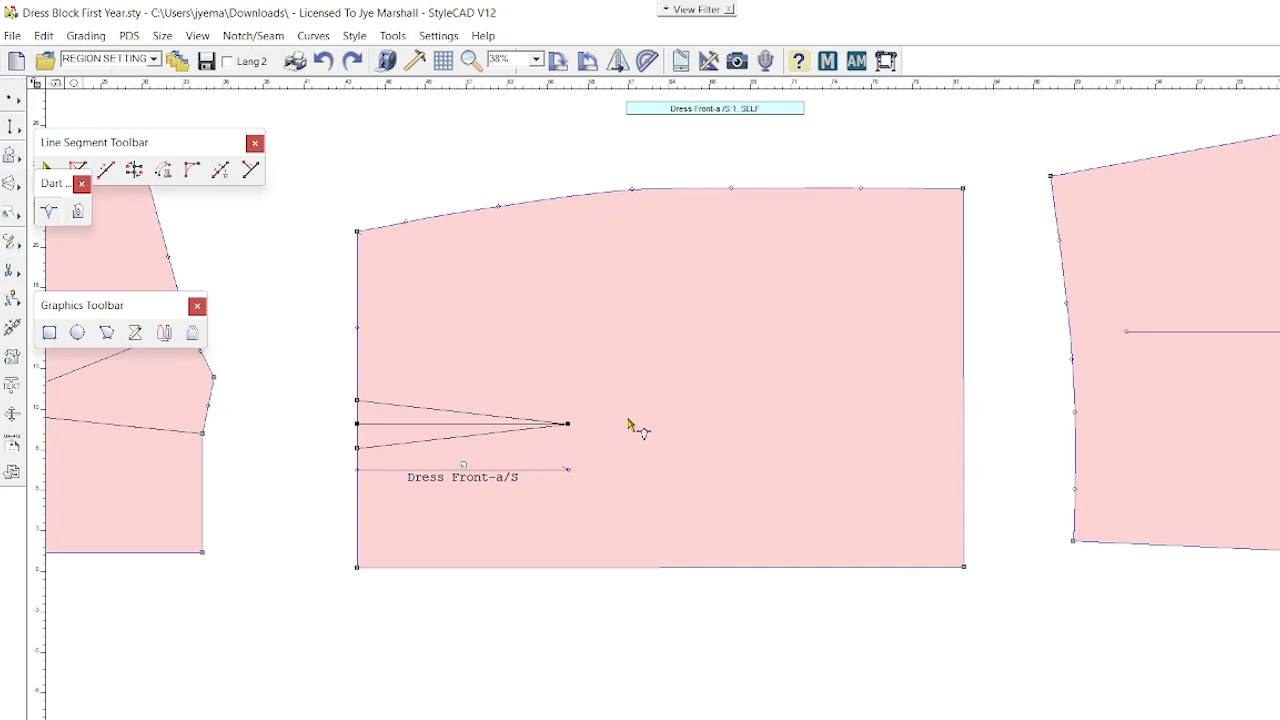 Dress Block First Year.sty - C:\Users\jyema\Downloads\ - Licensed To Jye Marshall - StyleCAD V12
View Filter
File Edit Grading PDS Size View Notch/Seam Curves Style Tools Settings Help
REGION SETTING
Lang 2
38%
? M AM
Dress Front-a /S:1, SELF
Line Segment Toolbar
Dart ...
Graphics Toolbar
TEXT
Dress Front-a/S